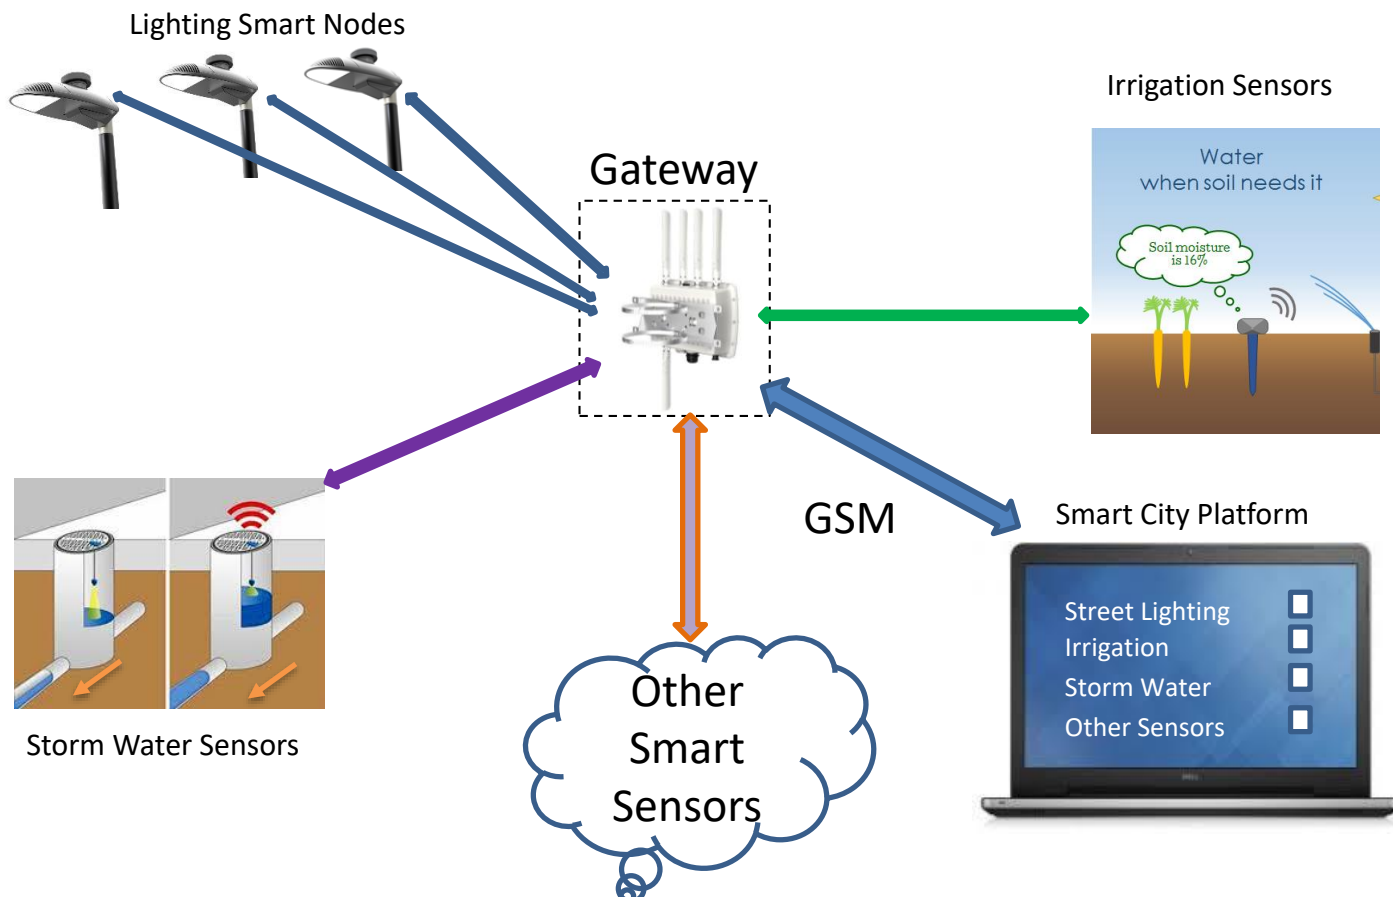 Lighting Smart Nodes
Irrigation Sensors
Gateway
Water
when soil needs it
Soil moisture
is 16%
GSM
Smart City Platform
Street Lighting
Irrigation
Storm Water
Other Sensors
DELL
Other
Smart
Sensors
Storm Water Sensors